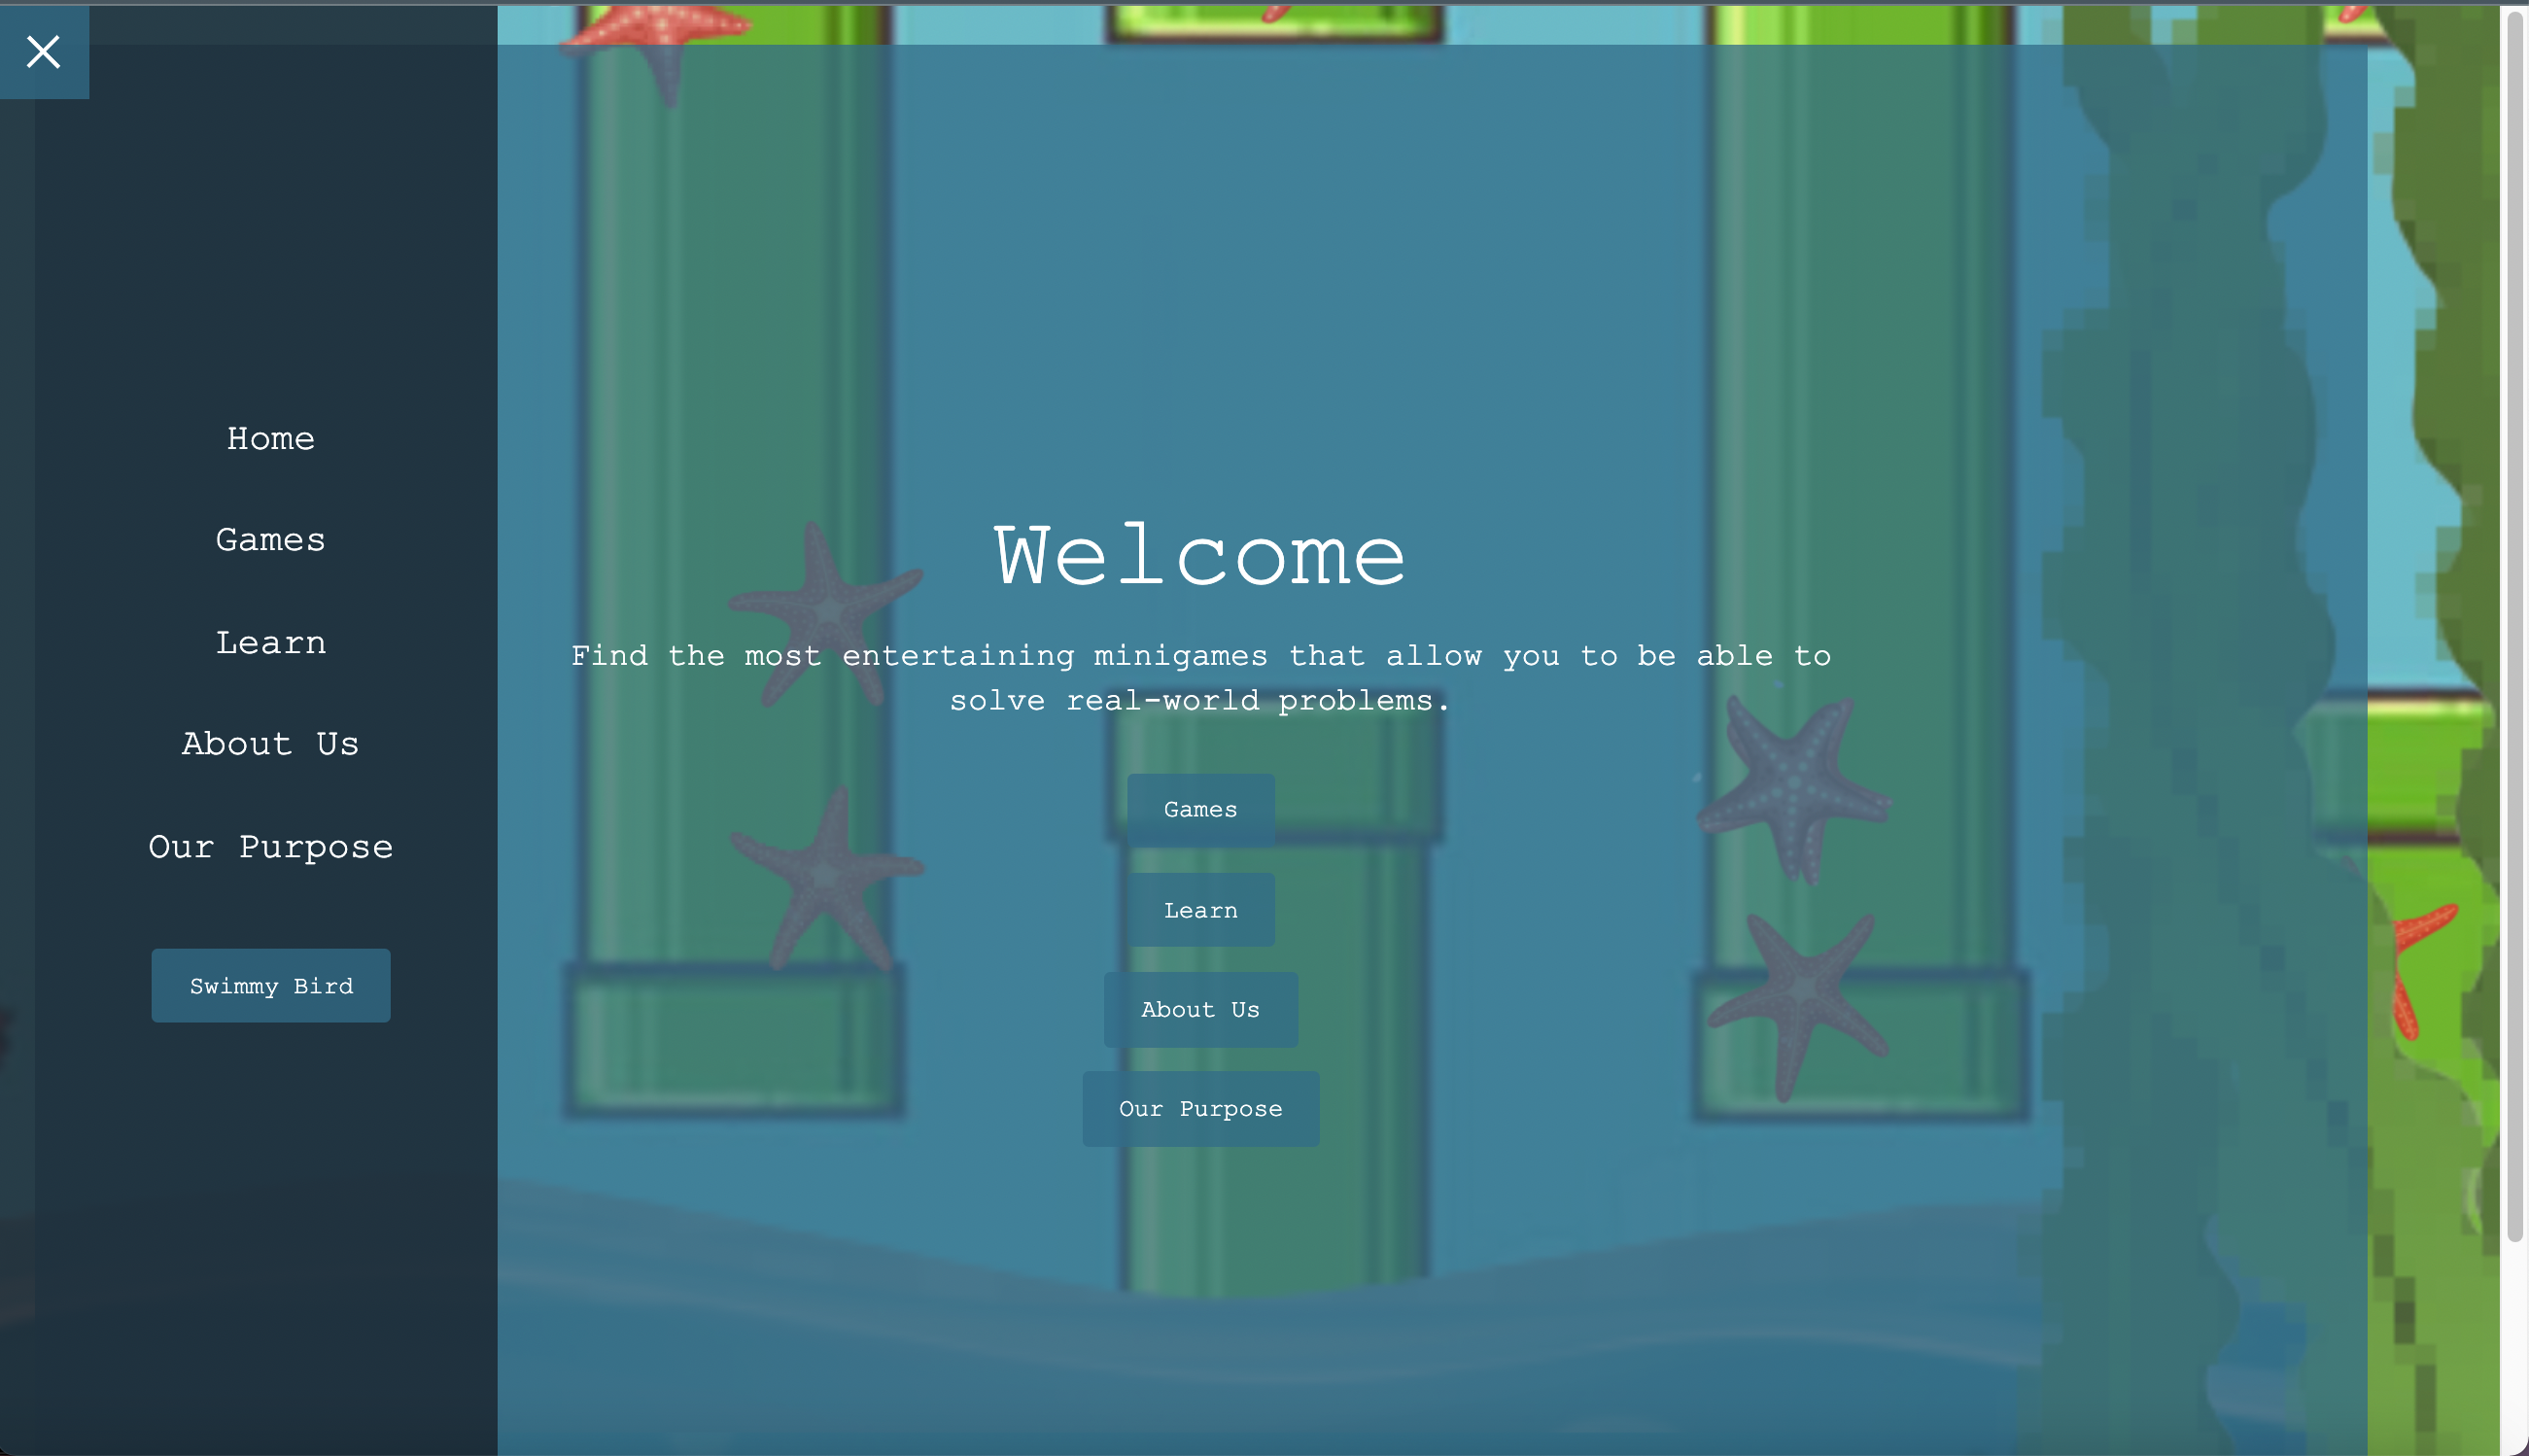 Home
Games
Learn
About Us
Our Purpose
Swimmy Bird
Welcome
Find the most entertaining minigames that allow you to be able to
solve real-world problems.
Games
Learn
About Us
Our Purpose